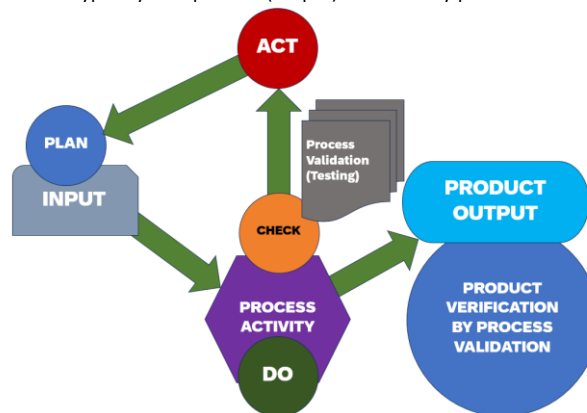 ACT
PLAN
INPUT
Process
Validation
(Testing)
CHECK
PRODUCT
OUTPUT
PROCESS
ACTIVITY
DO
PRODUCT
VERIFICATION
BY PROCESS
VALIDATION